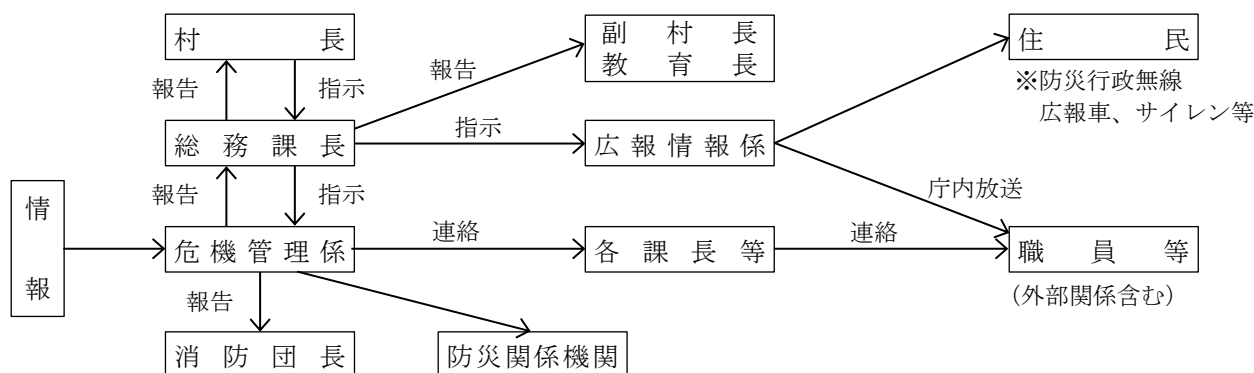 村長
副村長
教育長
住民
報告
指示
報告
※防災行政無線
広報車、サイレン等
総務課長
指示
広報情報係
報告
指示
庁内放送
情報
危機管理係
連絡
各課長等
連絡
職員等
(外部関係含む)
報告
消防団長
防災関係機関